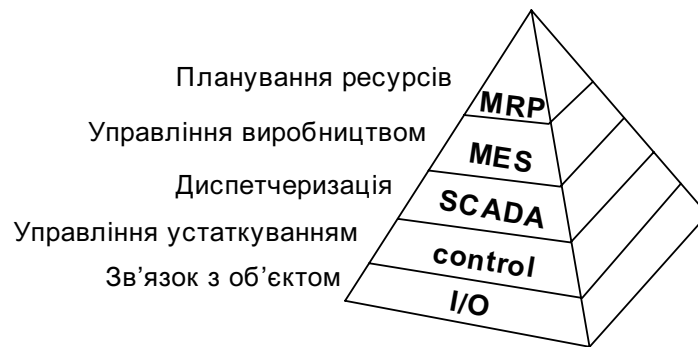 Планування ресурсів
MRP
Управління виробництвом
MES
Диспетчеризація
SCADA
Управління устаткуванням
control
Зв’язок з об’єктом
I/O